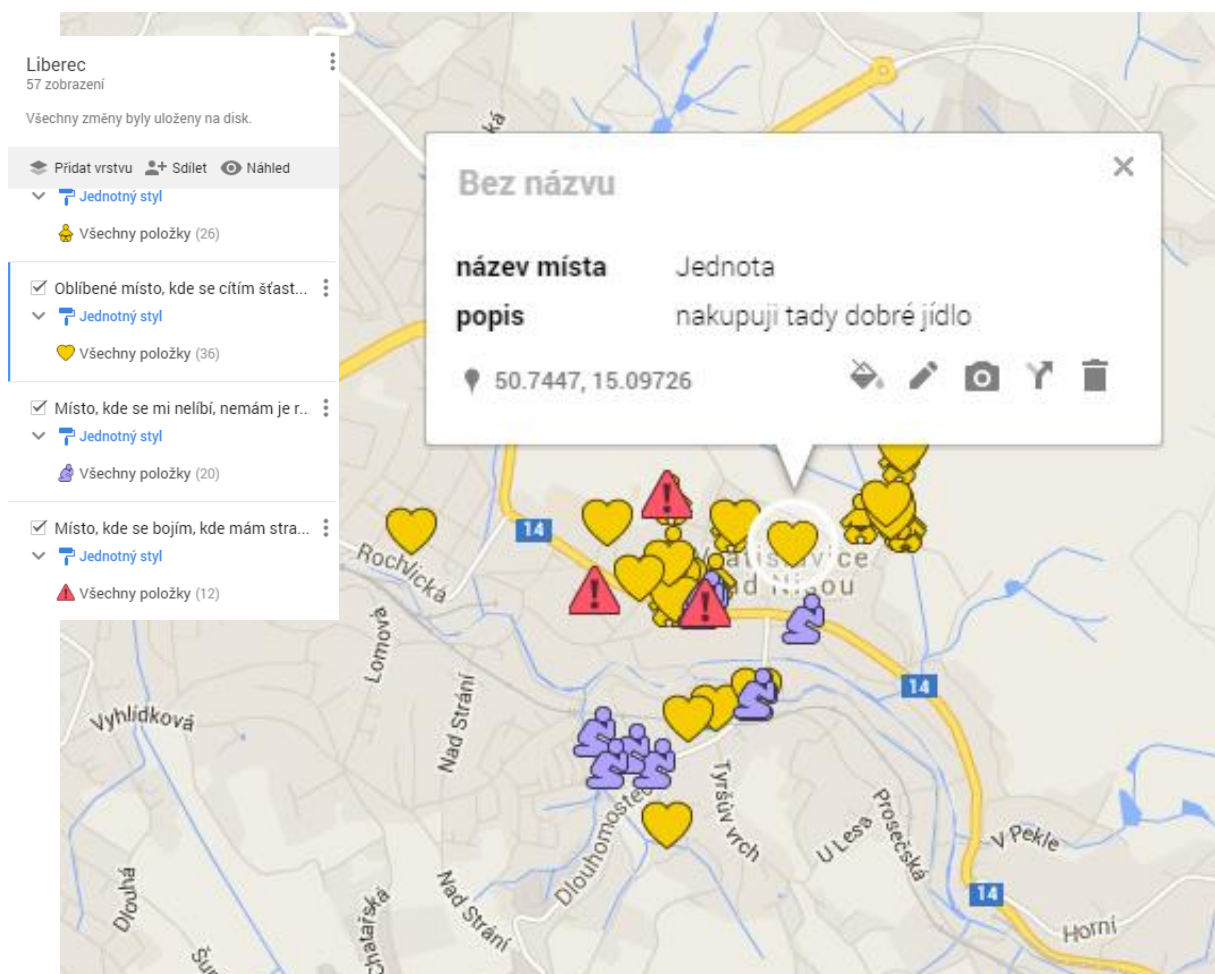 Liberec
57 zobrazení
Všechny změny byly uloženy na disk.
Přidat vrstvu Sdílet Náhled
Jednotný styl
Všechny položky (26)
Oblíbené místo, kde se cítím šťast...
Jednotný styl
Všechny položky (36)
Místo, kde se mi nelíbí, nemám je r...
Jednotný styl
Všechny položky (20)
Místo, kde se bojím, kde mám stra...
Jednotný styl
Všechny položky (12)
Bez názvu
název místa Jednota
popis nakupuji tady dobré jídlo
50.7447, 15.09726
14
Rochlická
Lomová
Nad Strání
Vyhlídková
14
Tyršův vrch
U Lesa
Prosečská
V Pekle
14
Horní
Dlouhá
Chatařská
Nad Strání